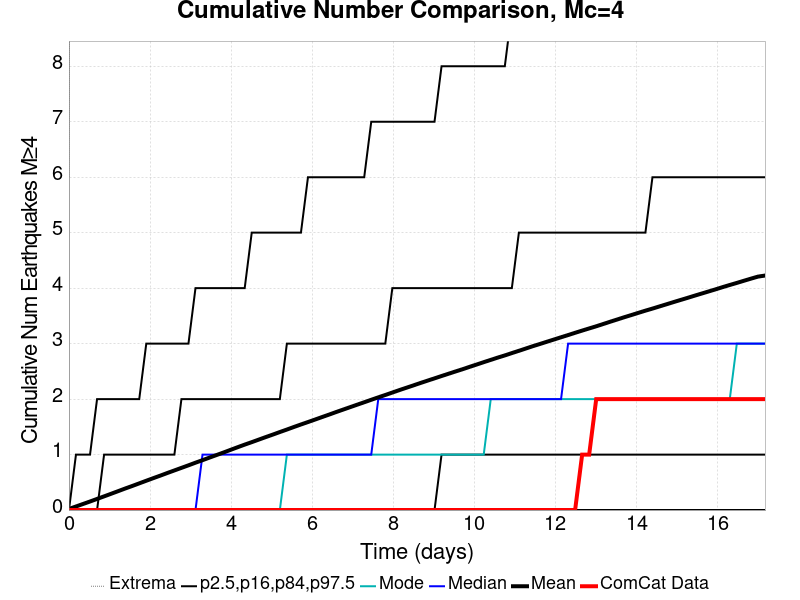 Cumulative Number Comparison, Mc=4
Cumulative Num Earthquakes M≥4
8
7
6
5
4
3
2
1
0
0 2 4 6 8 10 12 14 16
Time (days)
Extrema p2.5,p16,p84,p97.5 Mode Median Mean ComCat Data